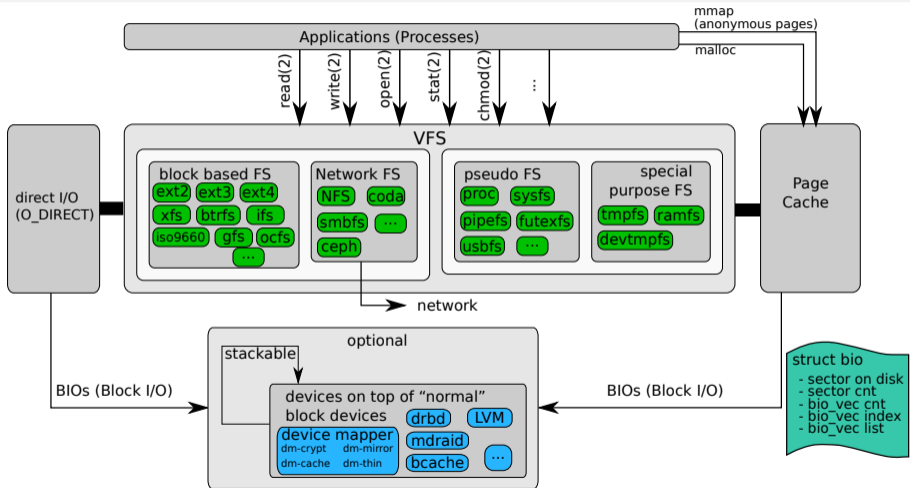 mmap
(anonymous pages)
Applications (Processes)
malloc
read(2)
write(2)
open(2)
stat(2)
chmod(2)
...
VFS
direct I/O
(O_DIRECT)
block based FS
ext2 ext3 ext4
xfs btrfs ifs
iso9660 gfs ocfs
...
Network FS
NFS coda
smbfs ...
ceph
pseudo FS
proc sysfs
pipefs futexfs
usbfs ...
special
purpose FS
tmpfs ramfs
devtmpfs
Page
Cache
network
optional
stackable
BIOs (Block I/O)
BIOs (Block I/O)
devices on top of “normal”
block devices
drbd LVM
device mapper
dm-crypt dm-mirror
dm-cache dm-thin
mdraid
bcache
...
struct bio
- sector on disk
- sector cnt
- bio_vec cnt
- bio_vec index
- bio_vec list